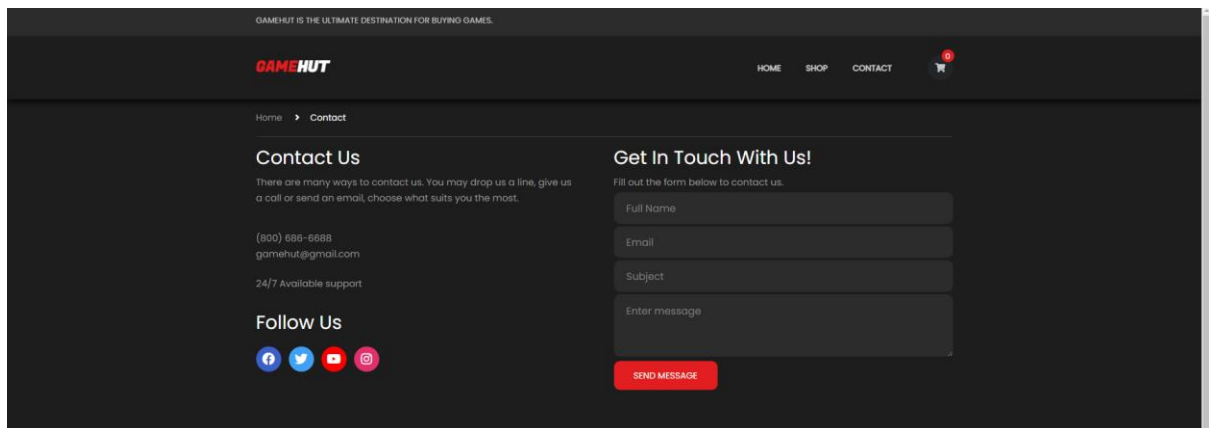 GAMEHUT IS THE ULTIMATE DESTINATION FOR BUYING GAMES.
GAMEHUT
HOME SHOP CONTACT 0
Home > Contact
Contact Us
There are many ways to contact us. You may drop us a line, give us
a call or send an email, choose what suits you the most.
(800) 686-6688
gamehut@gmail.com
24/7 Available support
Follow Us
Get In Touch With Us!
Fill out the form below to contact us.
Full Name
Email
Subject
Enter message
SEND MESSAGE